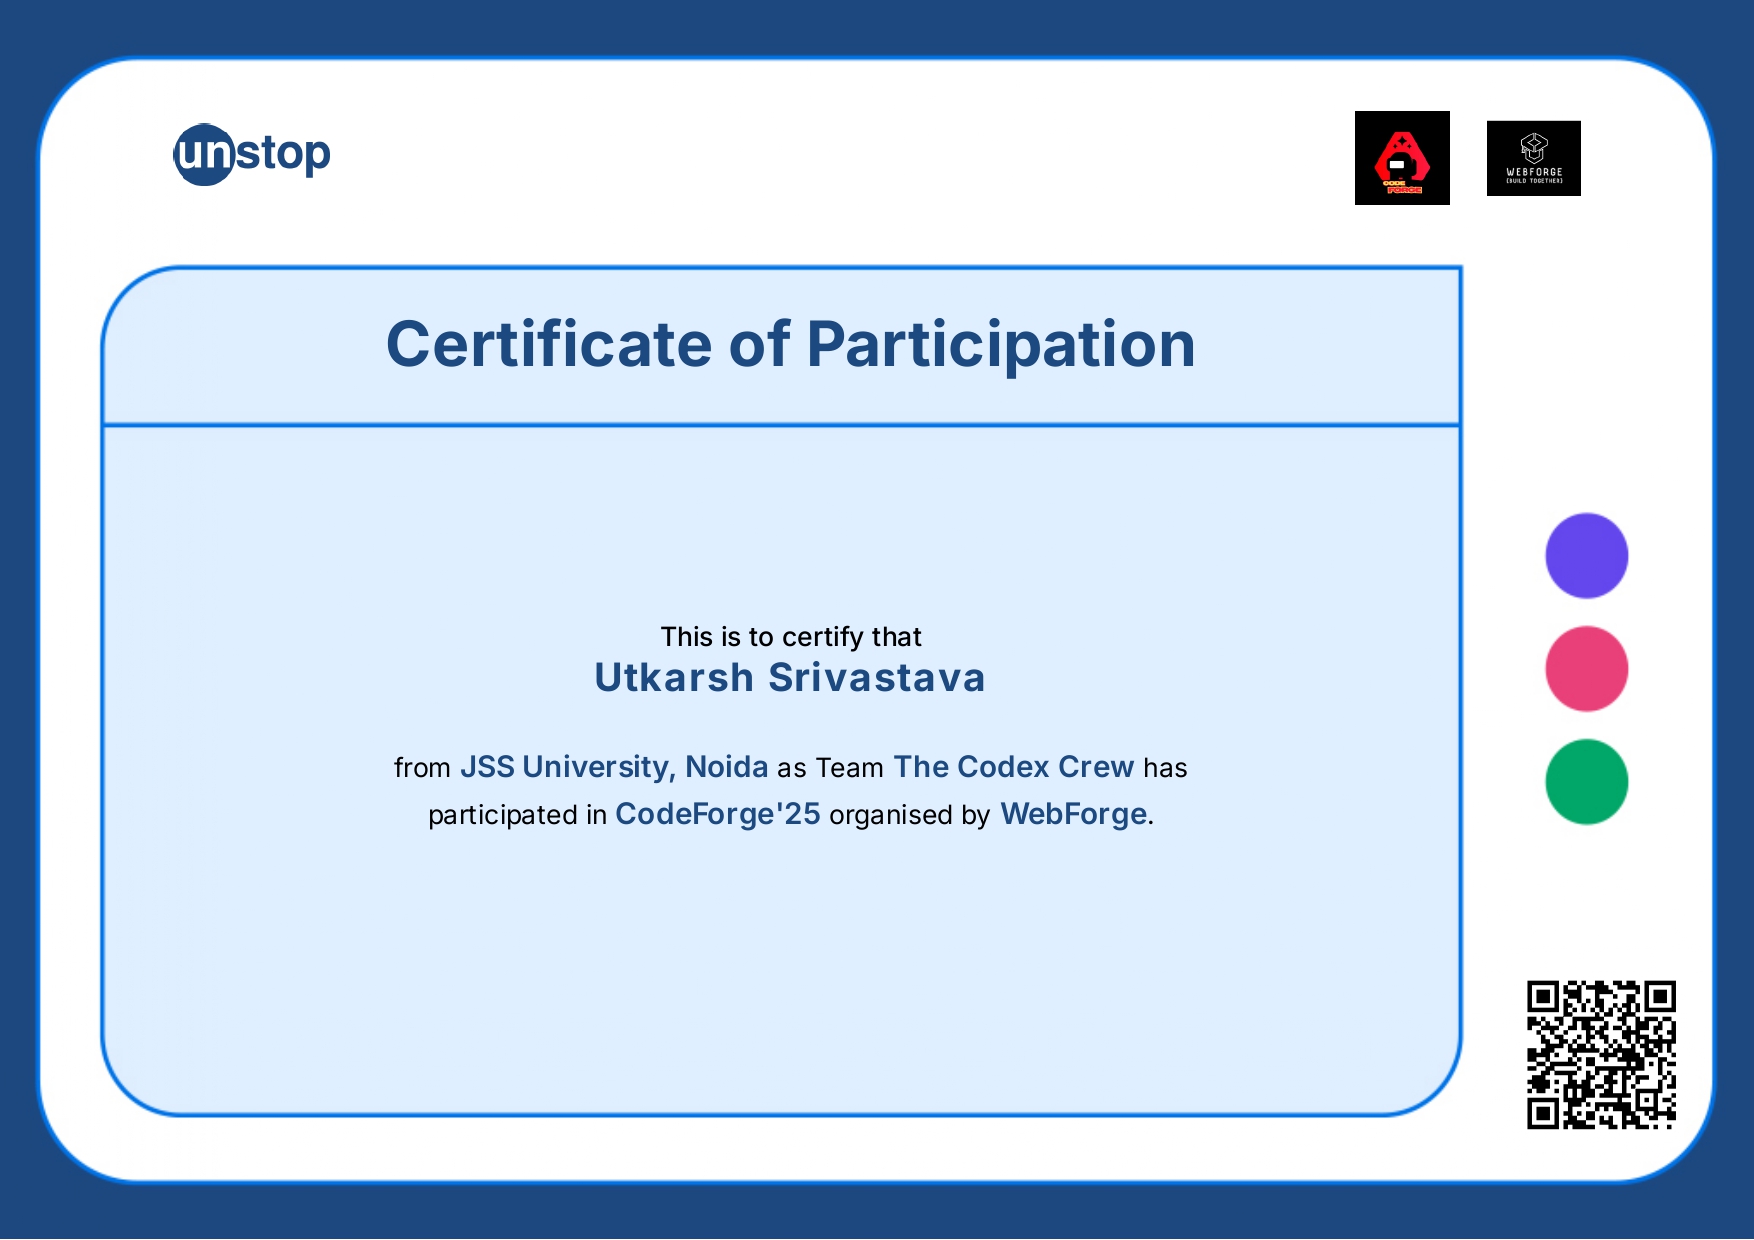 unstop
CODE
FORGE
WEBFORGE
{BUILD TOGETHER}
Certificate of Participation
This is to certify that
Utkarsh Srivastava
from JSS University, Noida as Team The Codex Crew has
participated in CodeForge'25 organised by WebForge.